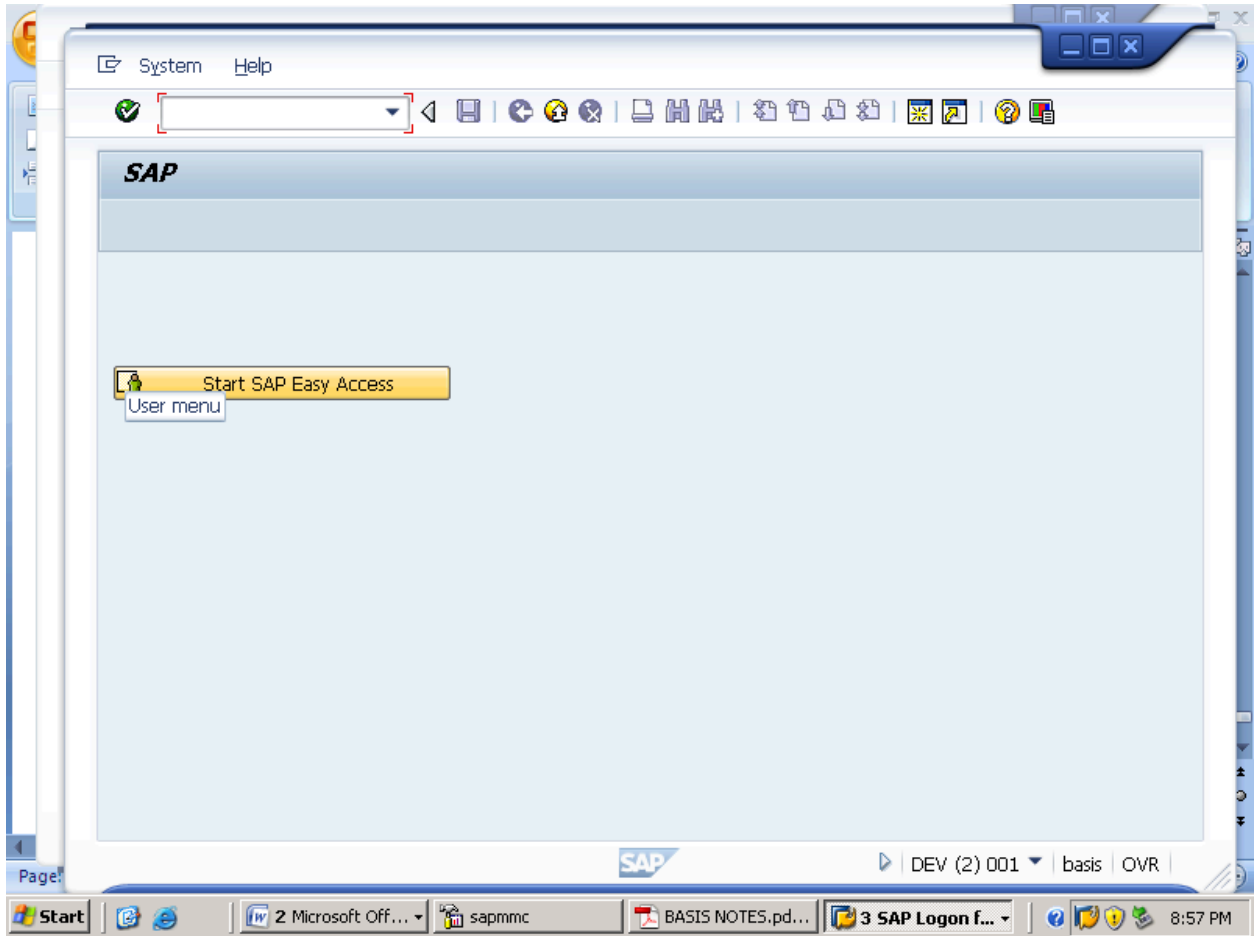 System Help
SAP
Start SAP Easy Access
User menu
SAP
DEV (2) 001 basis OVR
Page:
Start 2 Microsoft Off... sapmmc BASIS NOTES.pd... 3 SAP Logon f... 8:57 PM